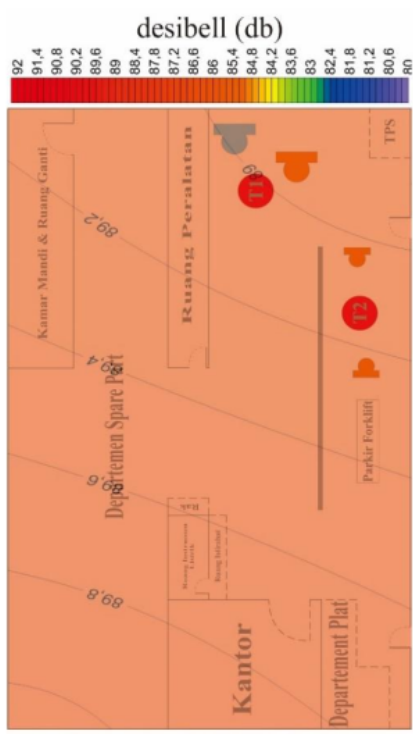 desibell (db)
92
91,4
90,8
90,2
89,6
89
88,4
87,8
87,2
86,6
86
85,4
84,8
84,2
83,6
83
82,4
81,8
81,2
80,6
80
Kamar Mandi & Ruang Ganti
Ruang Peralatan
TPS
T1
T2
89,2
89,4
Departemen Spare Part
89,6
89,8
Parkir Forklift
Rak
Kantor
Departement Plat